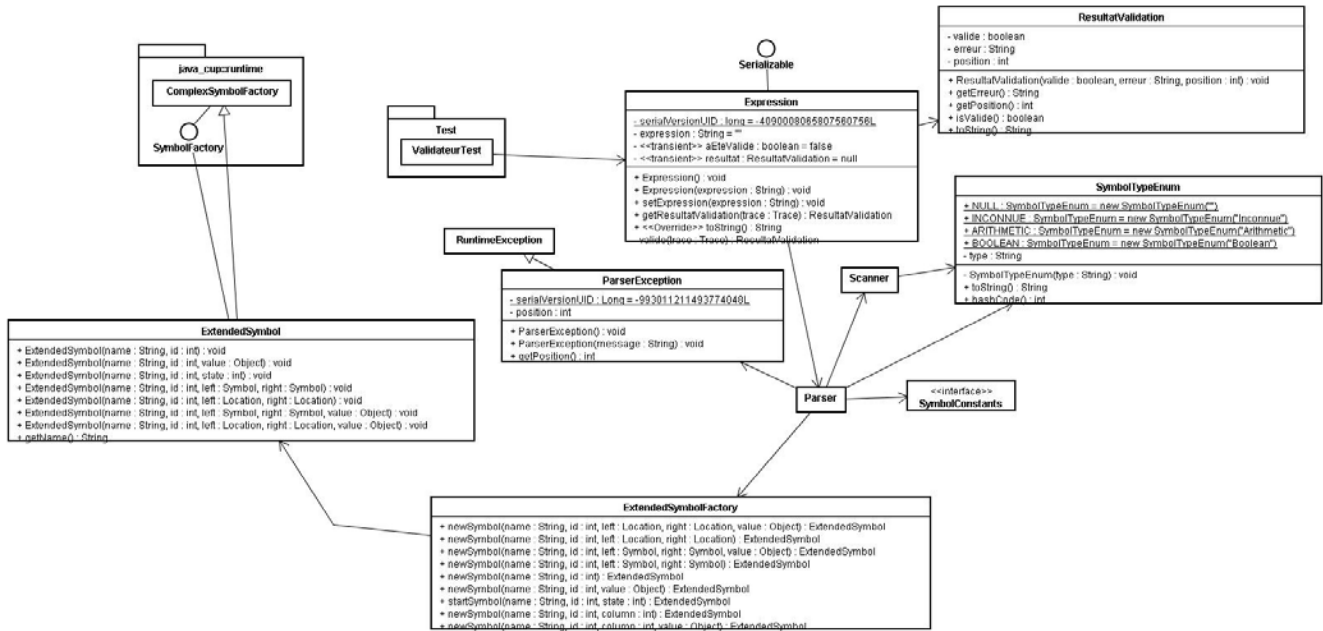 java_cup::runtime
ComplexSymbolFactory
SymbolFactory
Test
ValidateurTest
Serializable
Expression
- serialVersionUID : long = -4090008065807560756L
- expression : String = ""
- <<transient>> aEteValide : boolean = false
- <<transient>> resultat : ResultatValidation = null
+ Expression() : void
+ Expression(expression : String) : void
+ setExpression(expression : String) : void
+ getResultatValidation(trace : Trace) : ResultatValidation
+ <<Override>> toString() : String
valide(trace : Trace) : ResultatValidation
ResultatValidation
- valide : boolean
- erreur : String
- position : int
+ ResultatValidation(valide : boolean, erreur : String, position : int) : void
+ getErreur() : String
+ getPosition() : int
+ isValide() : boolean
+ toString() : String
SymbolTypeEnum
+ NULL : SymbolTypeEnum = new SymbolTypeEnum("")
+ INCONNUE : SymbolTypeEnum = new SymbolTypeEnum("Inconnue")
+ ARITHMETIC : SymbolTypeEnum = new SymbolTypeEnum("Arithmetic")
+ BOOLEAN : SymbolTypeEnum = new SymbolTypeEnum("Boolean")
- type : String
- SymbolTypeEnum(type : String) : void
+ toString() : String
+ hashCode() : int
RuntimeException
ParserException
- serialVersionUID : Long = -993011211493774048L
- position : int
+ ParserException() : void
+ ParserException(message : String) : void
+ getPosition() : int
Scanner
Parser
<<interface>>
SymbolConstants
ExtendedSymbol
+ ExtendedSymbol(name : String, id : int) : void
+ ExtendedSymbol(name : String, id : int, value : Object) : void
+ ExtendedSymbol(name : String, id : int, state : int) : void
+ ExtendedSymbol(name : String, id : int, left : Symbol, right : Symbol) : void
+ ExtendedSymbol(name : String, id : int, left : Location, right : Location) : void
+ ExtendedSymbol(name : String, id : int, left : Symbol, right : Symbol, value : Object) : void
+ ExtendedSymbol(name : String, id : int, left : Location, right : Location, value : Object) : void
+ getName() : String
ExtendedSymbolFactory
+ newSymbol(name : String, id : int, left : Location, right : Location, value : Object) : ExtendedSymbol
+ newSymbol(name : String, id : int, left : Location, right : Location) : ExtendedSymbol
+ newSymbol(name : String, id : int, left : Symbol, right : Symbol, value : Object) : ExtendedSymbol
+ newSymbol(name : String, id : int, left : Symbol, right : Symbol) : ExtendedSymbol
+ newSymbol(name : String, id : int) : ExtendedSymbol
+ newSymbol(name : String, id : int, value : Object) : ExtendedSymbol
+ startSymbol(name : String, id : int, state : int) : ExtendedSymbol
+ newSymbol(name : String, id : int, column : int) : ExtendedSymbol
+ newSymbol(name : String, id : int, column : int, value : Object) : ExtendedSymbol